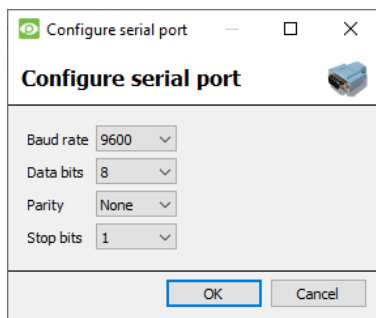 Configure serial port
Configure serial port
Baud rate 9600
Data bits 8
Parity None
Stop bits 1
OK Cancel